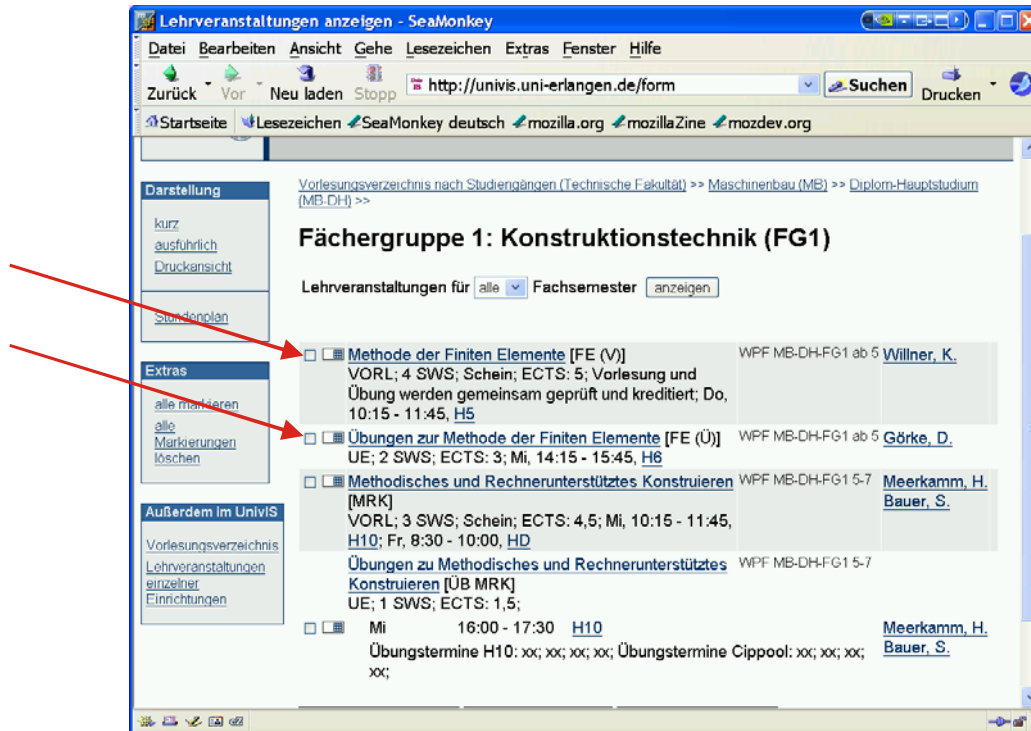 Lehrveranstaltungen anzeigen - SeaMonkey
Datei Bearbeiten Ansicht Gehe Lesezeichen Extras Fenster Hilfe
Zurück Vor Neu laden Stopp http://univis.uni-erlangen.de/form Suchen Drucken
Startseite Lesezeichen SeaMonkey deutsch mozilla.org mozillaZine mozdev.org
Darstellung
kurz
ausführlich
Druckansicht
Stundenplan
Extras
alle markieren
alle
Markierungen
löschen
Außerdem im UnivIS
Vorlesungsverzeichnis
Lehrveranstaltungen
einzelner
Einrichtungen
Vorlesungsverzeichnis nach Studiengängen (Technische Fakultät) >> Maschinenbau (MB) >> Diplom-Hauptstudium
(MB-DH) >>
Fächergruppe 1: Konstruktionstechnik (FG1)
Lehrveranstaltungen für alle Fachsemester anzeigen
Methode der Finiten Elemente [FE (V)] WPF MB-DH-FG1 ab 5 Willner, K.
VORL; 4 SWS; Schein; ECTS: 5; Vorlesung und
Übung werden gemeinsam geprüft und kreditiert; Do,
10:15 - 11:45, H5
Übungen zur Methode der Finiten Elemente [FE (Ü)] WPF MB-DH-FG1 ab 5 Görke, D.
UE; 2 SWS; ECTS: 3; Mi, 14:15 - 15:45, H6
Methodisches und Rechnerunterstütztes Konstruieren WPF MB-DH-FG1 5-7 Meerkamm, H.
[MRK] Bauer, S.
VORL; 3 SWS; Schein; ECTS: 4,5; Mi, 10:15 - 11:45,
H10; Fr, 8:30 - 10:00, HD
Übungen zu Methodisches und Rechnerunterstütztes WPF MB-DH-FG1 5-7
Konstruieren [ÜB MRK]
UE; 1 SWS; ECTS: 1,5;
Mi 16:00 - 17:30 H10 Meerkamm, H.
Übungstermine H10: xx; xx; xx; xx; Übungstermine Cippool: xx; xx; xx; Bauer, S.
xx;